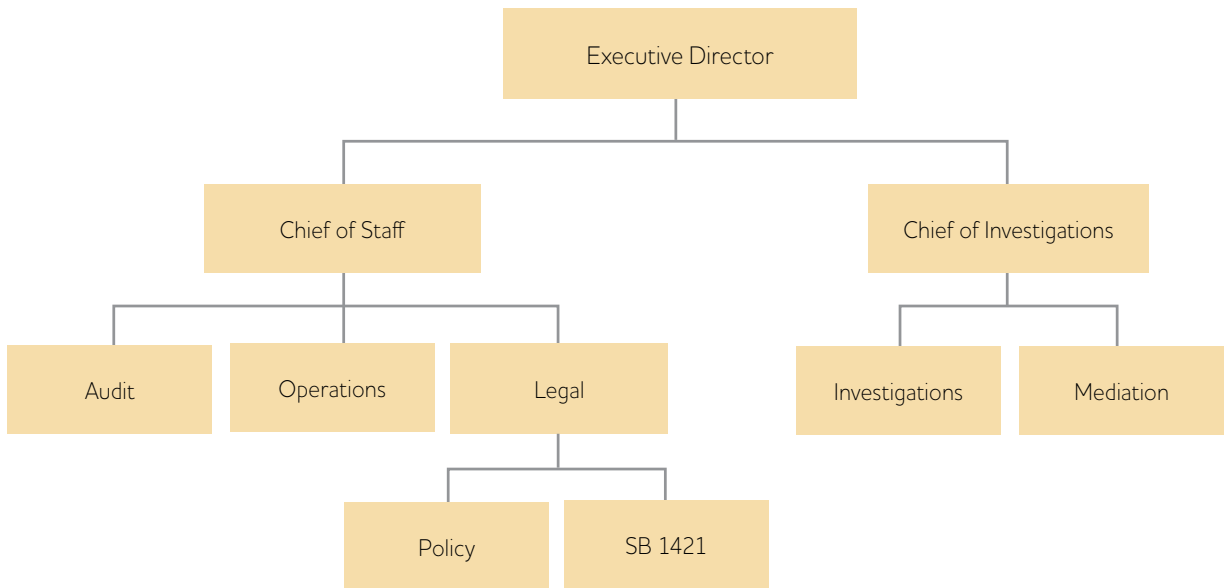 Executive Director
Chief of Staff
Chief of Investigations
Audit
Operations
Legal
Investigations
Mediation
Policy
SB 1421